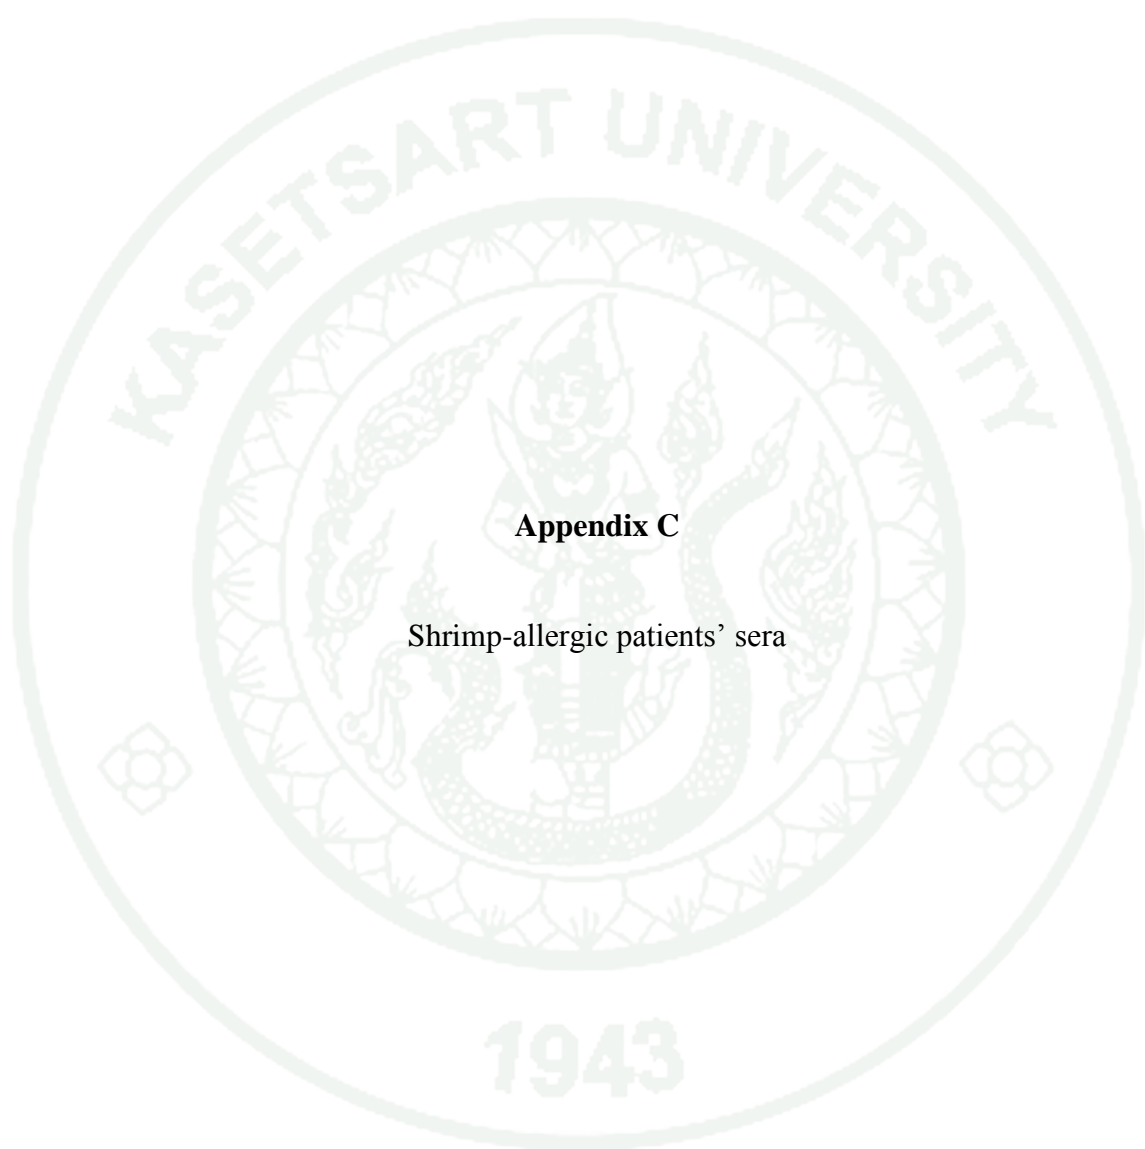 KASETSART UNIVERSITY
Appendix C
Shrimp-allergic patients’ sera
1943